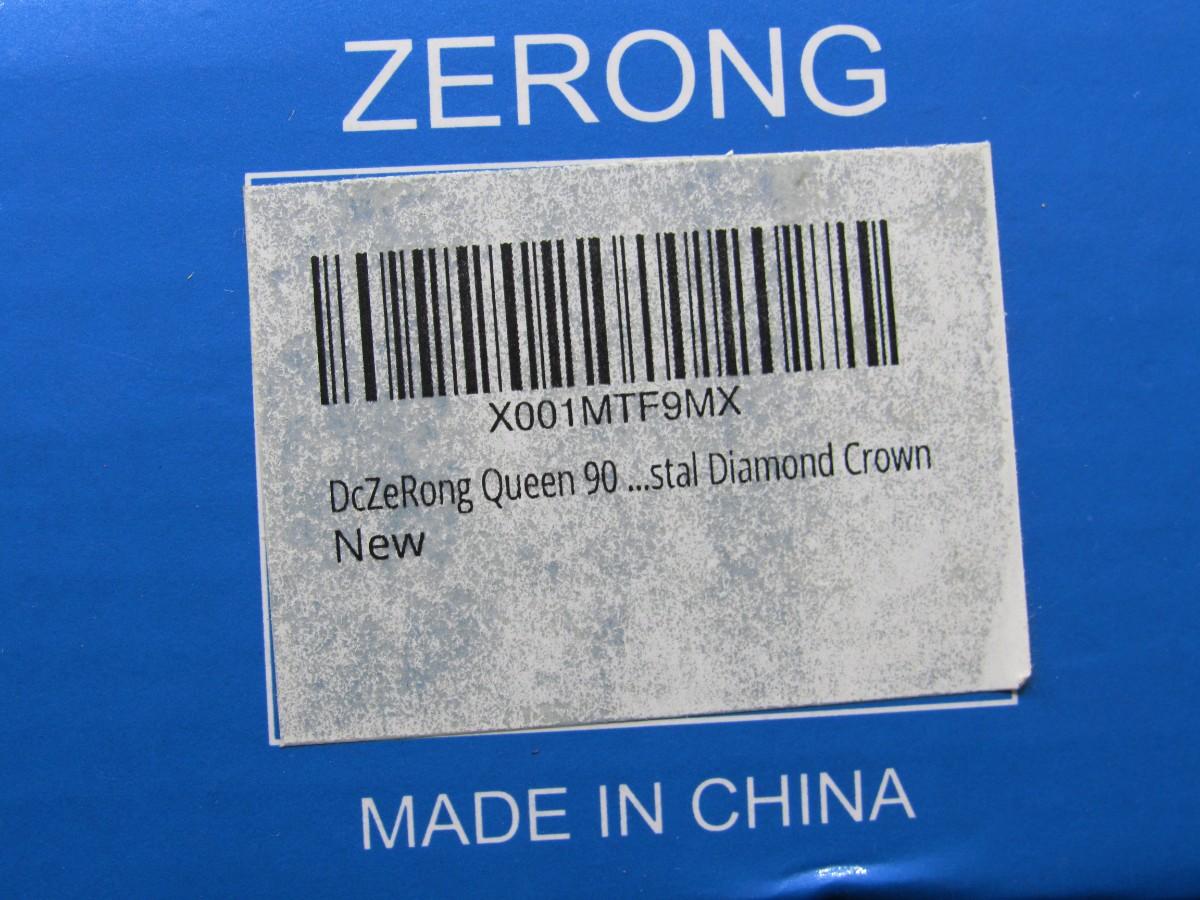 ZERONG
X001MTF9MX
DcZeRong Queen 90 ...stal Diamond Crown
New
MADE IN CHINA